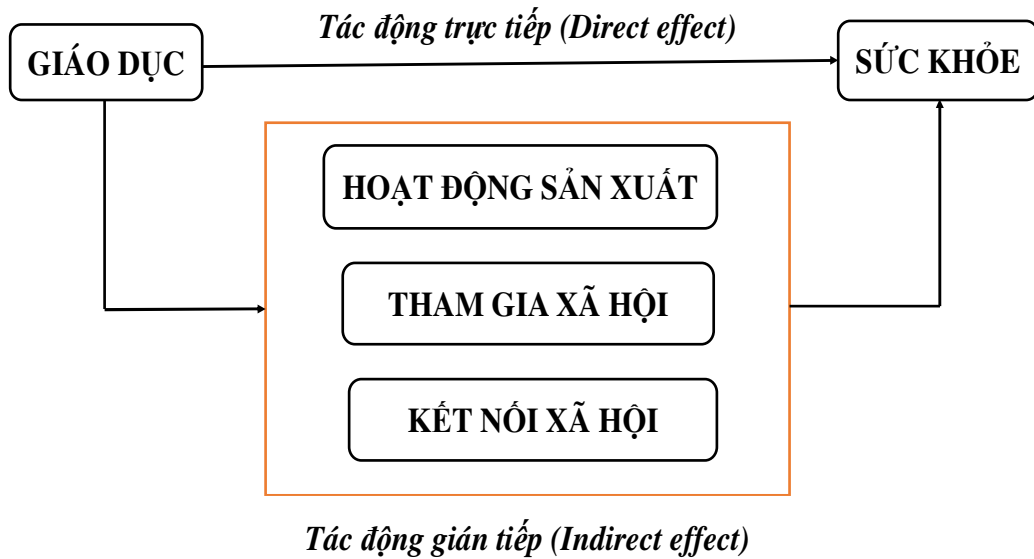 Tác động trực tiếp (Direct effect)
GIÁO DỤC
SỨC KHỎE
HOẠT ĐỘNG SẢN XUẤT
THAM GIA XÃ HỘI
KẾT NỐI XÃ HỘI
Tác động gián tiếp (Indirect effect)